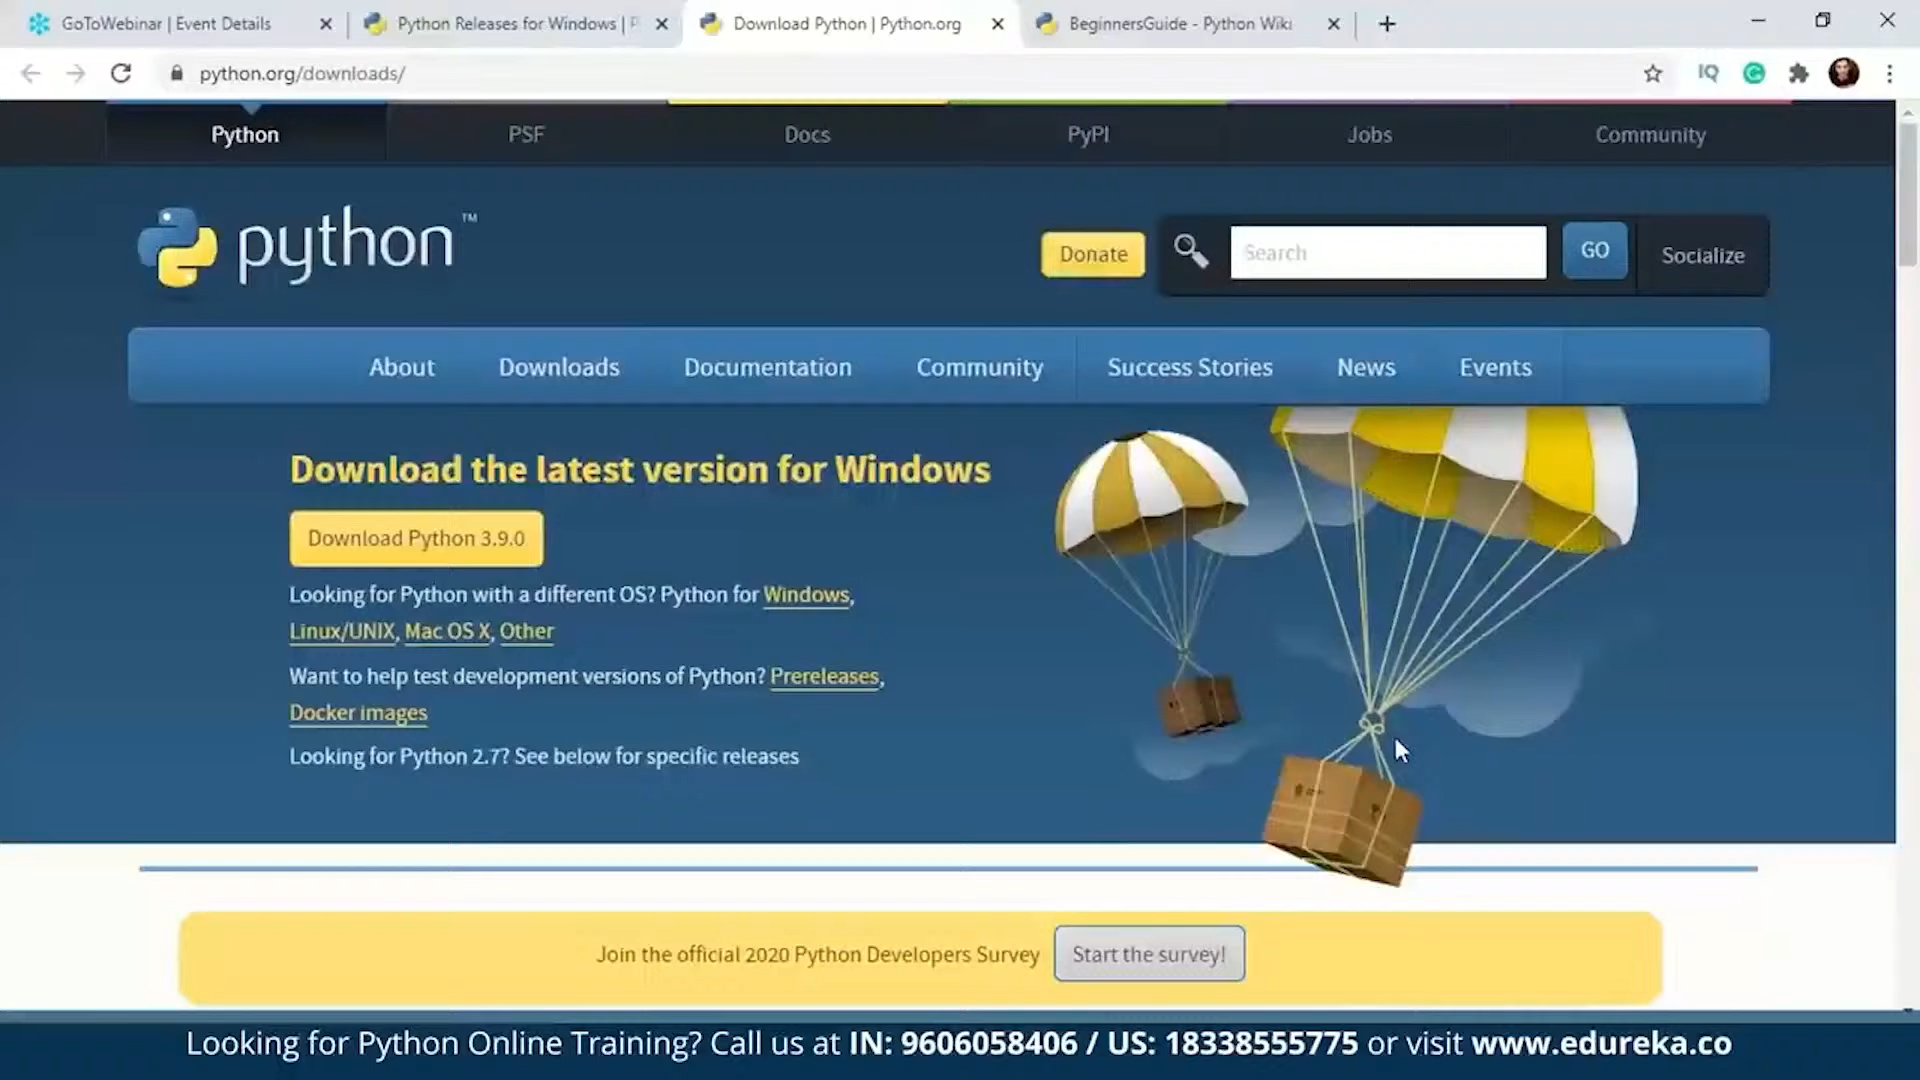 GoToWebinar | Event Details
Python Releases for Windows | P
Download Python | Python.org
BeginnersGuide - Python Wiki
python.org/downloads/
IQ
Python PSF Docs PyPI Jobs Community
python™
Donate
Search
GO
Socialize
About Downloads Documentation Community Success Stories News Events
Download the latest version for Windows
Download Python 3.9.0
Looking for Python with a different OS? Python for Windows,
Linux/UNIX, Mac OS X, Other
Want to help test development versions of Python? Prereleases,
Docker images
Looking for Python 2.7? See below for specific releases
Join the official 2020 Python Developers Survey
Start the survey!
Looking for Python Online Training? Call us at IN: 9606058406 / US: 18338555775 or visit www.edureka.co